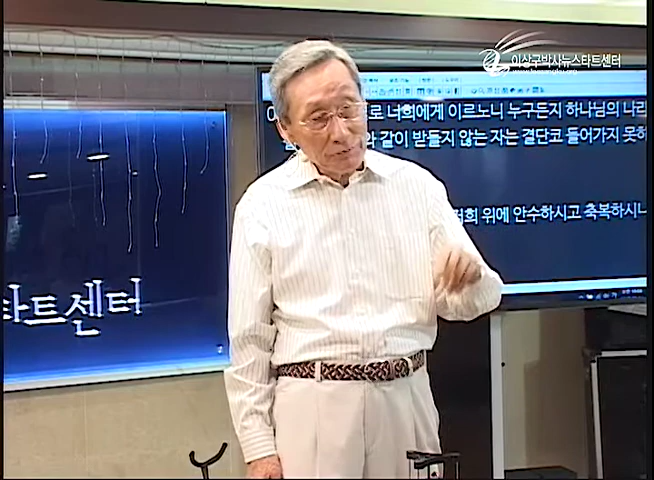 이상구박사뉴스타트센터
로 너희에게 이르노니 누구든지 하나님의 나라
와 같이 받들지 않는 자는 결단코 들어가지 못하
저희 위에 안수하시고 축복하시니
타트센터